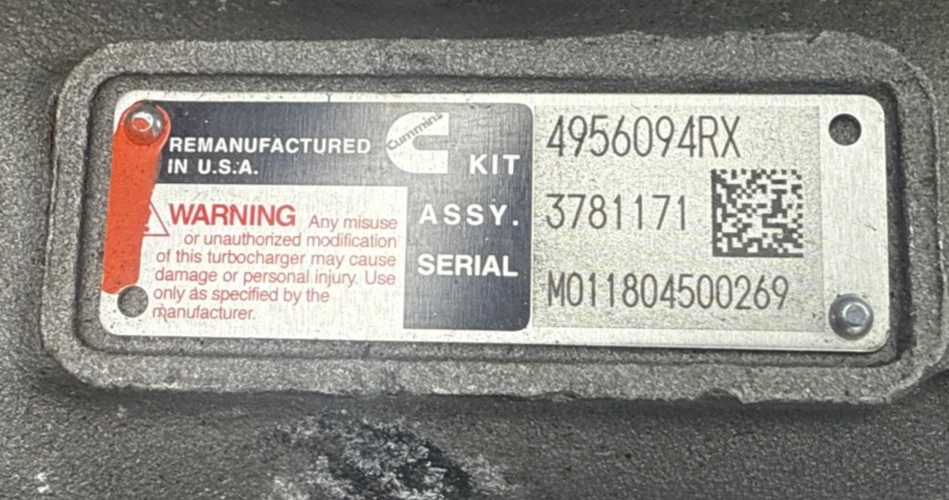 REMANUFACTURED
IN U.S.A.
Cummins
KIT 4956094RX
ASSY. 3781171
SERIAL M011804500269
WARNING Any misuse
or unauthorized modification
of this turbocharger may cause
damage or personal injury. Use
only as specified by the
manufacturer.